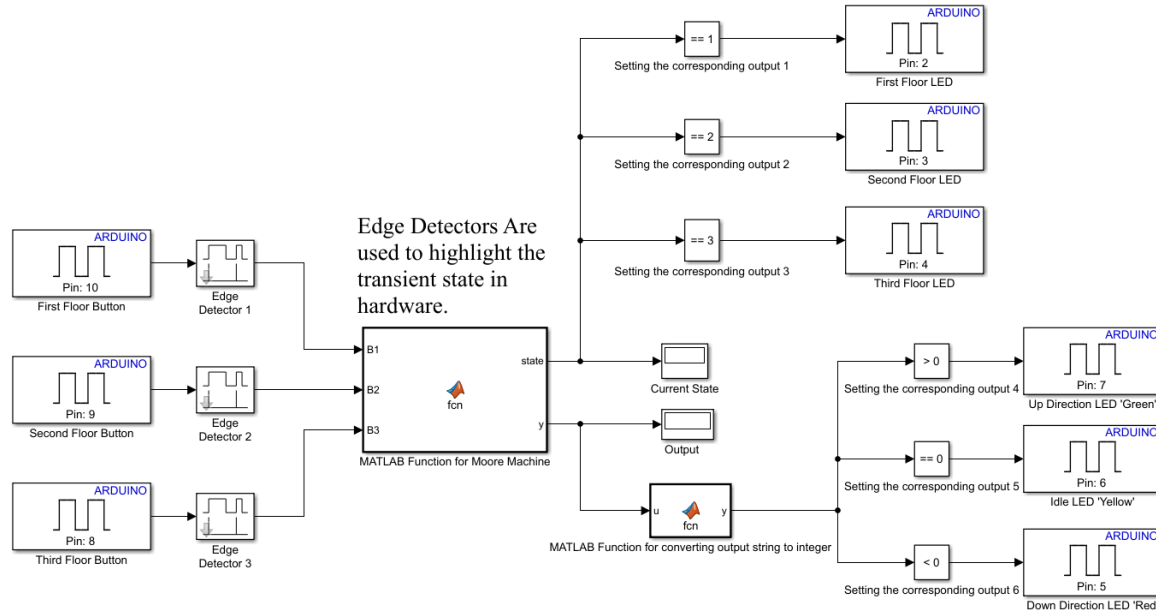 ARDUINO
Pin: 2
First Floor LED
== 1
Setting the corresponding output 1
ARDUINO
Pin: 3
Second Floor LED
== 2
Setting the corresponding output 2
ARDUINO
Pin: 4
Third Floor LED
== 3
Setting the corresponding output 3
Edge Detectors Are
used to highlight the
transient state in
hardware.
ARDUINO
Pin: 10
First Floor Button
Edge
Detector 1
ARDUINO
Pin: 9
Second Floor Button
Edge
Detector 2
ARDUINO
Pin: 8
Third Floor Button
Edge
Detector 3
B1
B2
B3
fcn
state
y
MATLAB Function for Moore Machine
Current State
Output
u
fcn
y
MATLAB Function for converting output string to integer
> 0
Setting the corresponding output 4
ARDUINO
Pin: 7
Up Direction LED 'Green'
== 0
Setting the corresponding output 5
ARDUINO
Pin: 6
Idle LED 'Yellow'
< 0
Setting the corresponding output 6
ARDUINO
Pin: 5
Down Direction LED 'Red